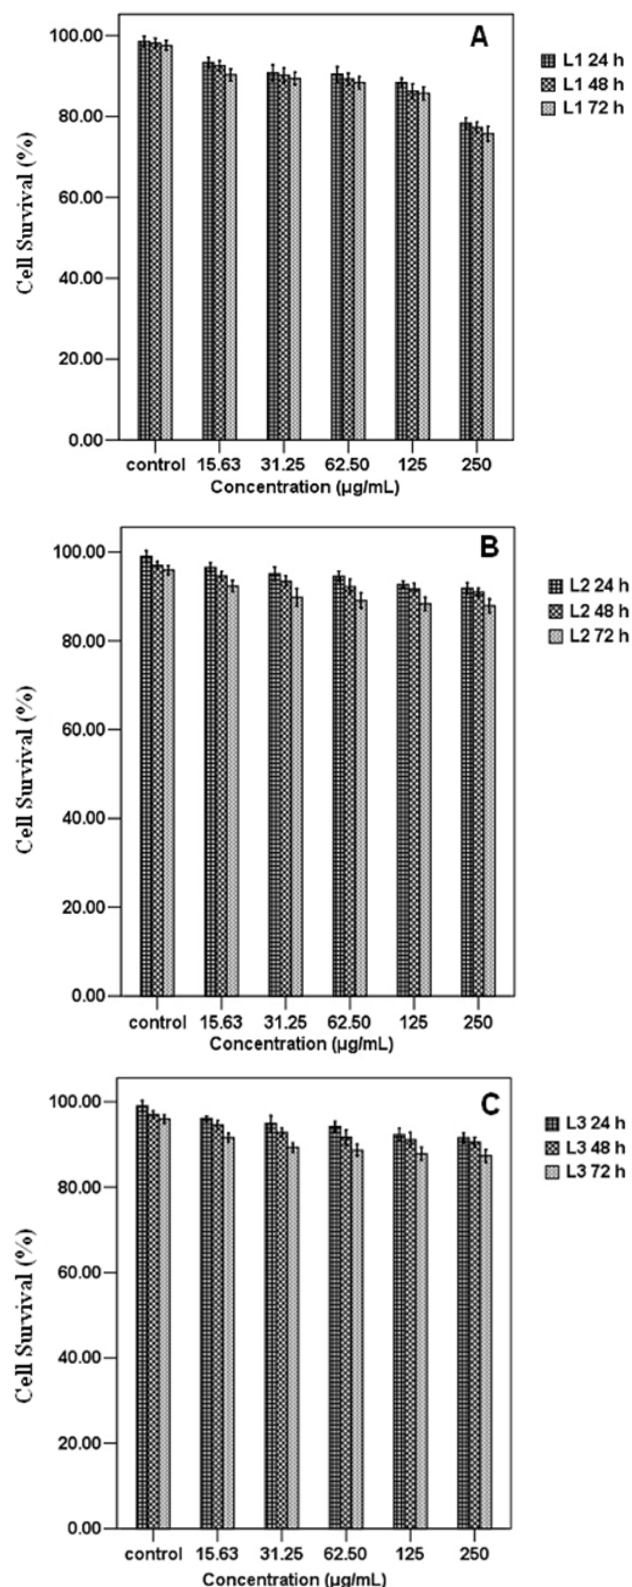 A
100.00
80.00
60.00
40.00
20.00
0.00
Cell Survival (%)
control 15.63 31.25 62.50 125 250
Concentration (µg/mL)
L1 24 h
L1 48 h
L1 72 h
B
100.00
80.00
60.00
40.00
20.00
0.00
Cell Survival (%)
control 15.63 31.25 62.50 125 250
Concentration (µg/mL)
L2 24 h
L2 48 h
L2 72 h
C
100.00
80.00
60.00
40.00
20.00
0.00
Cell Survival (%)
control 15.63 31.25 62.50 125 250
Concentration (µg/mL)
L3 24 h
L3 48 h
L3 72 h